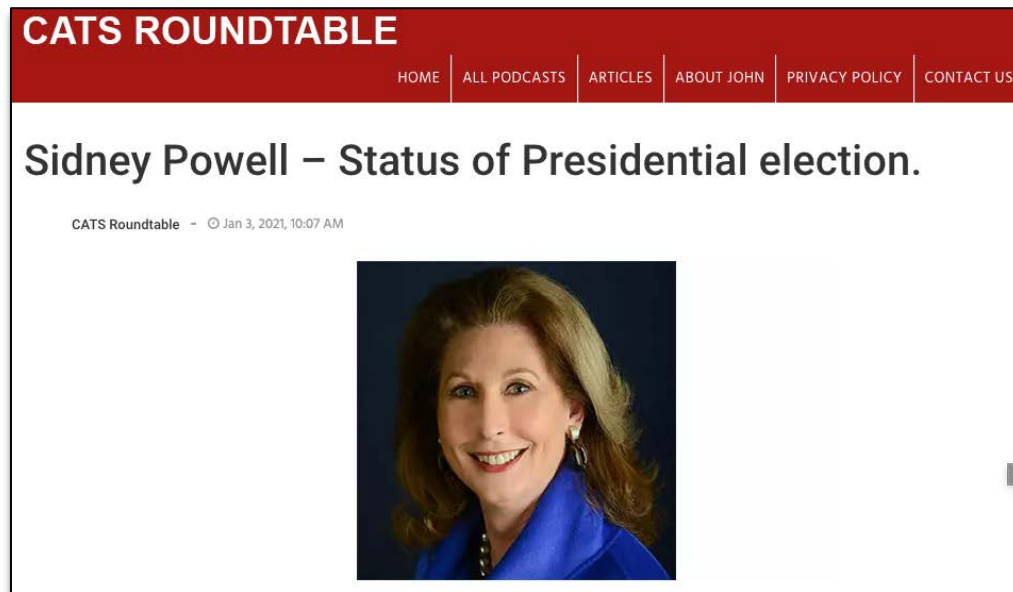 CATS ROUNDTABLE
HOME ALL PODCASTS ARTICLES ABOUT JOHN PRIVACY POLICY CONTACT US
Sidney Powell – Status of Presidential election.
CATS Roundtable - Jan 3, 2021, 10:07 AM